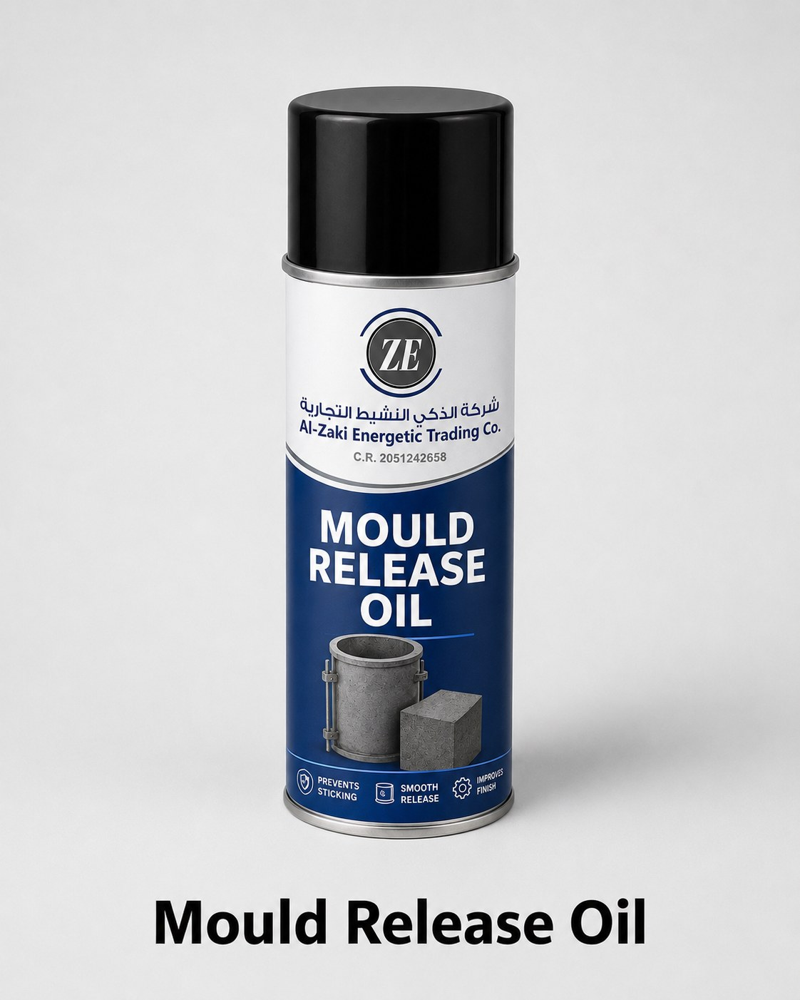 ZE
شركة الذكي النشيط التجارية
Al-Zaki Energetic Trading Co.
C.R. 2051242658
MOULD
RELEASE
OIL
PREVENTS
STICKING
SMOOTH
RELEASE
IMPROVES
FINISH
Mould Release Oil